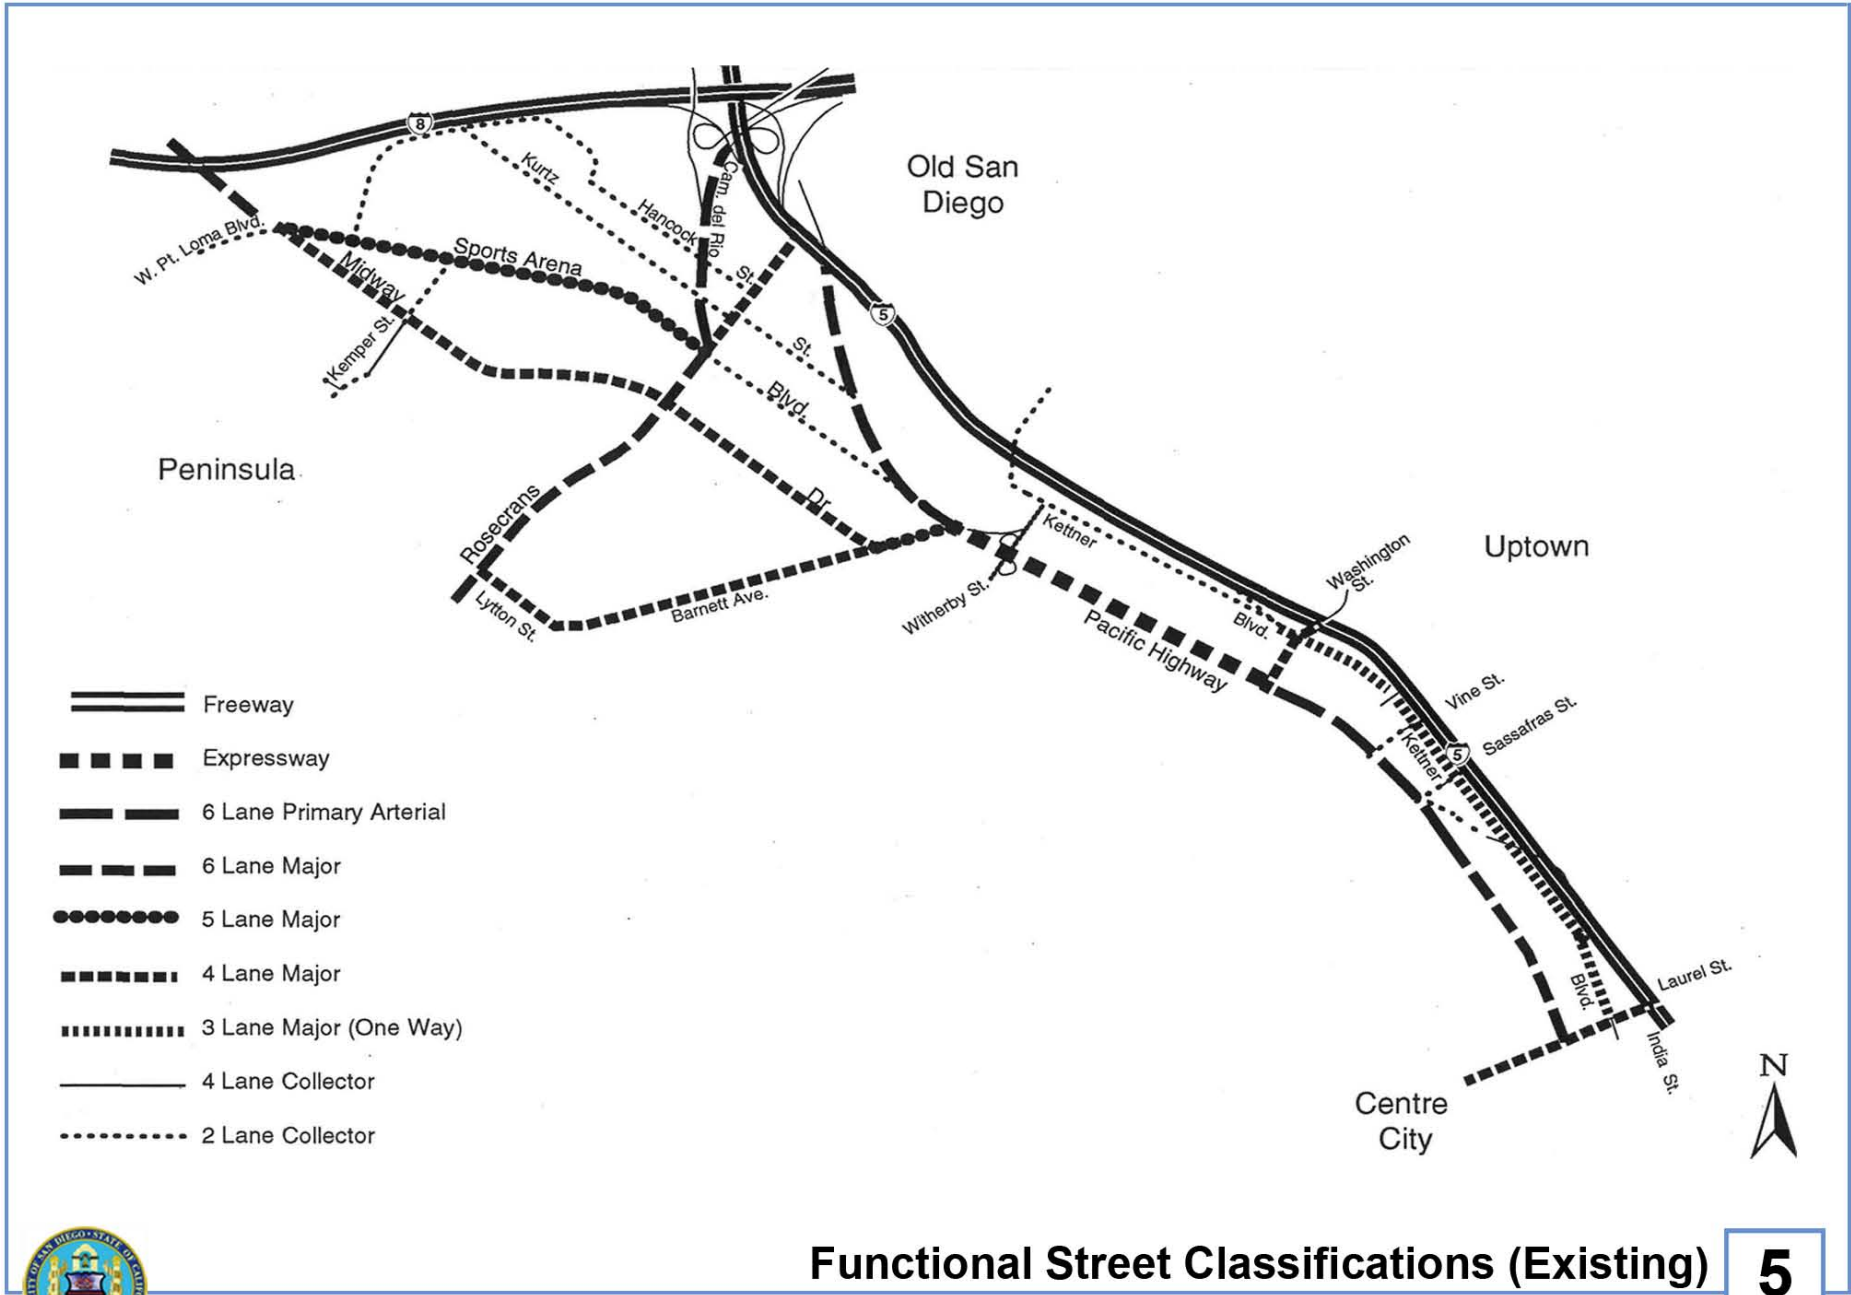 8
Old San
Diego
Kurtz
Cam. del Rio
Hancock
W. Pt. Loma Blvd.
Sports Arena
St.
Midway
5
Kemper St.
St.
Blvd.
Peninsula
Dr.
Rosecrans
Kettner
Washington
St.
Uptown
Witherby St.
Lytton St.
Barnett Ave.
Blvd.
Pacific Highway
Vine St.
Sassafras St.
Kettner
5
Freeway
Expressway
6 Lane Primary Arterial
6 Lane Major
5 Lane Major
4 Lane Major
3 Lane Major (One Way)
4 Lane Collector
2 Lane Collector
Blvd.
Laurel St.
India St.
Centre
City
N
Functional Street Classifications (Existing)
5